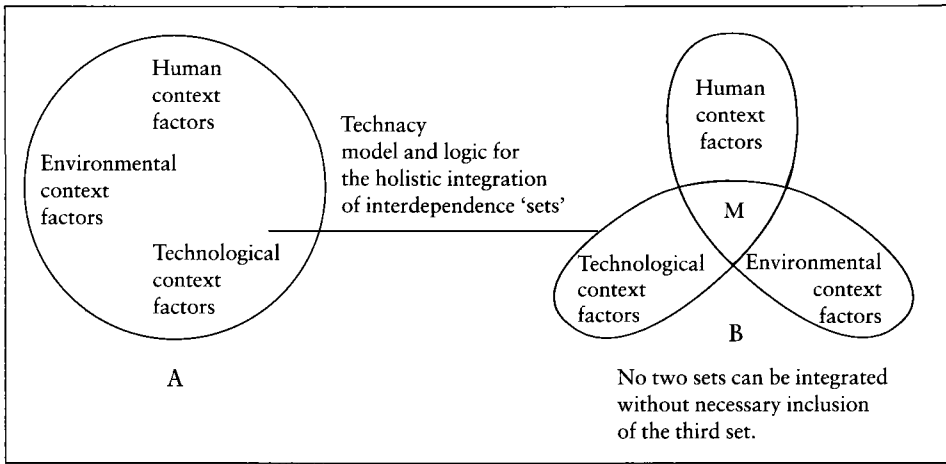 Human
context
factors
Environmental
context
factors
Technological
context
factors
A
Technacy
model and logic for
the holistic integration
of interdependence ‘sets’
Human
context
factors
M
Technological
context
factors
Environmental
context
factors
B
No two sets can be integrated
without necessary inclusion
of the third set.